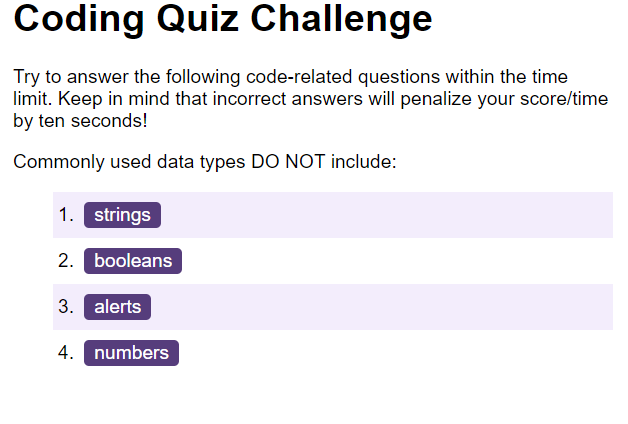 Coding Quiz Challenge
Try to answer the following code-related questions within the time
limit. Keep in mind that incorrect answers will penalize your score/time
by ten seconds!
Commonly used data types DO NOT include:
1. strings
2. booleans
3. alerts
4. numbers